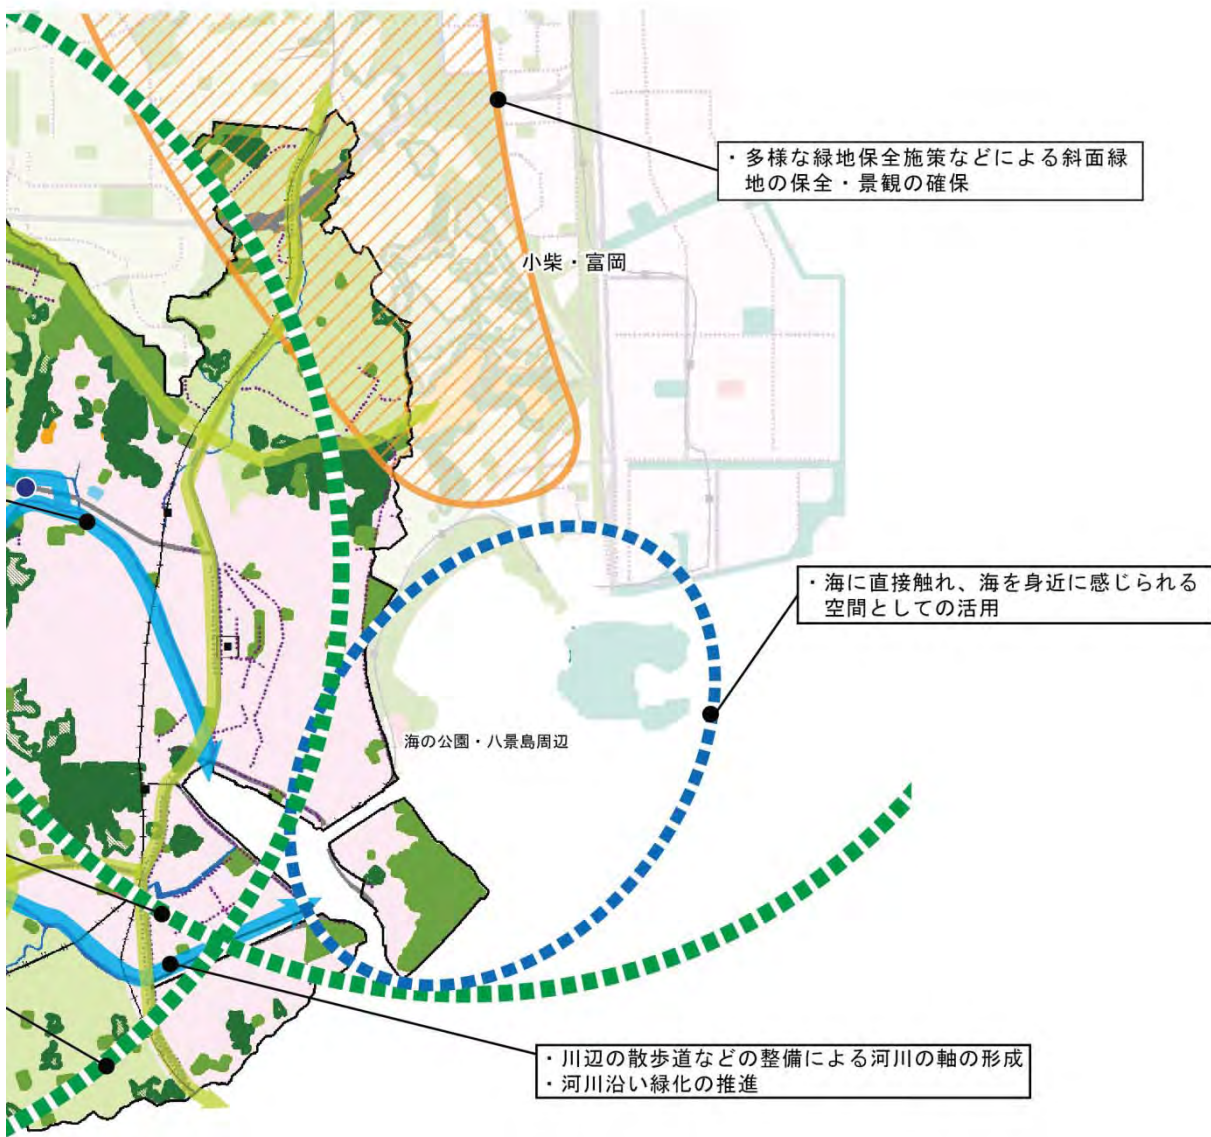 ・多様な緑地保全施策などによる斜面緑
地の保全・景観の確保
小柴・富岡
・海に直接触れ、海を身近に感じられる
空間としての活用
海の公園・八景島周辺
・川辺の散歩道などの整備による河川の軸の形成
・河川沿い緑化の推進